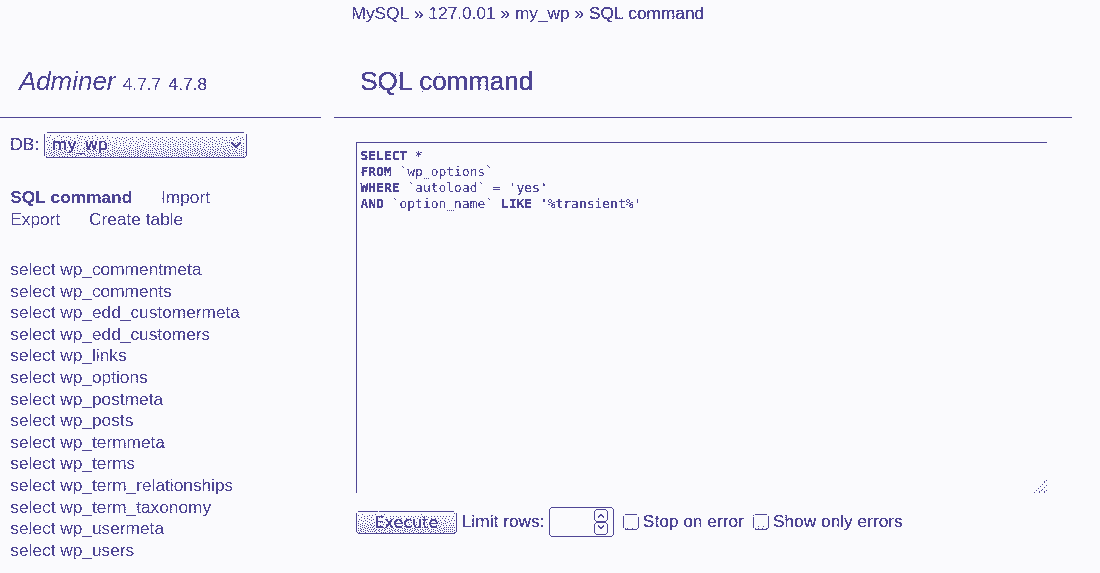 MySQL » 127.0.01 » my_wp » SQL command
Adminer 4.7.7 4.7.8
SQL command
DB: my_wp
SQL command Import
Export Create table
select wp_commentmeta
select wp_comments
select wp_edd_customermeta
select wp_edd_customers
select wp_links
select wp_options
select wp_postmeta
select wp_posts
select wp_termmeta
select wp_terms
select wp_term_relationships
select wp_term_taxonomy
select wp_usermeta
select wp_users
SELECT *
FROM `wp_options`
WHERE `autoload` = 'yes'
AND `option_name` LIKE '%transient%'
Execute Limit rows: Stop on error Show only errors